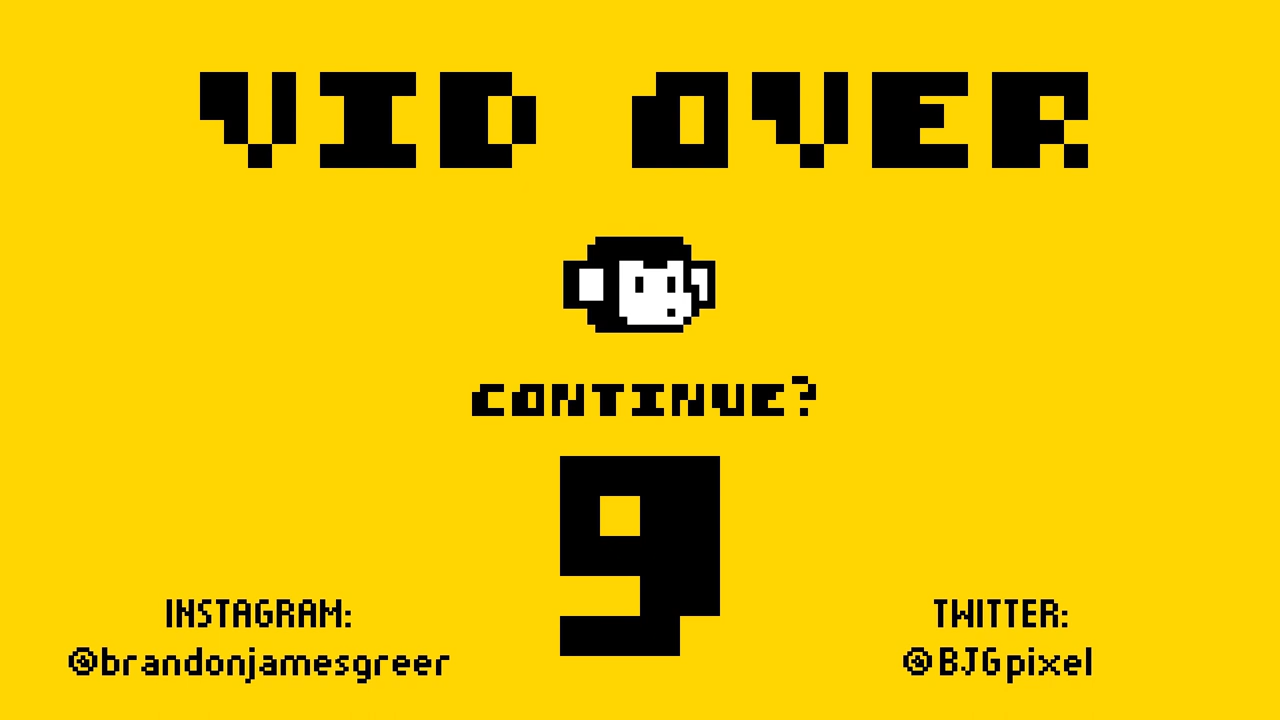 VID OVER
CONTINUE?
9
INSTAGRAM:
@brandonjamesgreer
TWITTER:
@BJGpixel